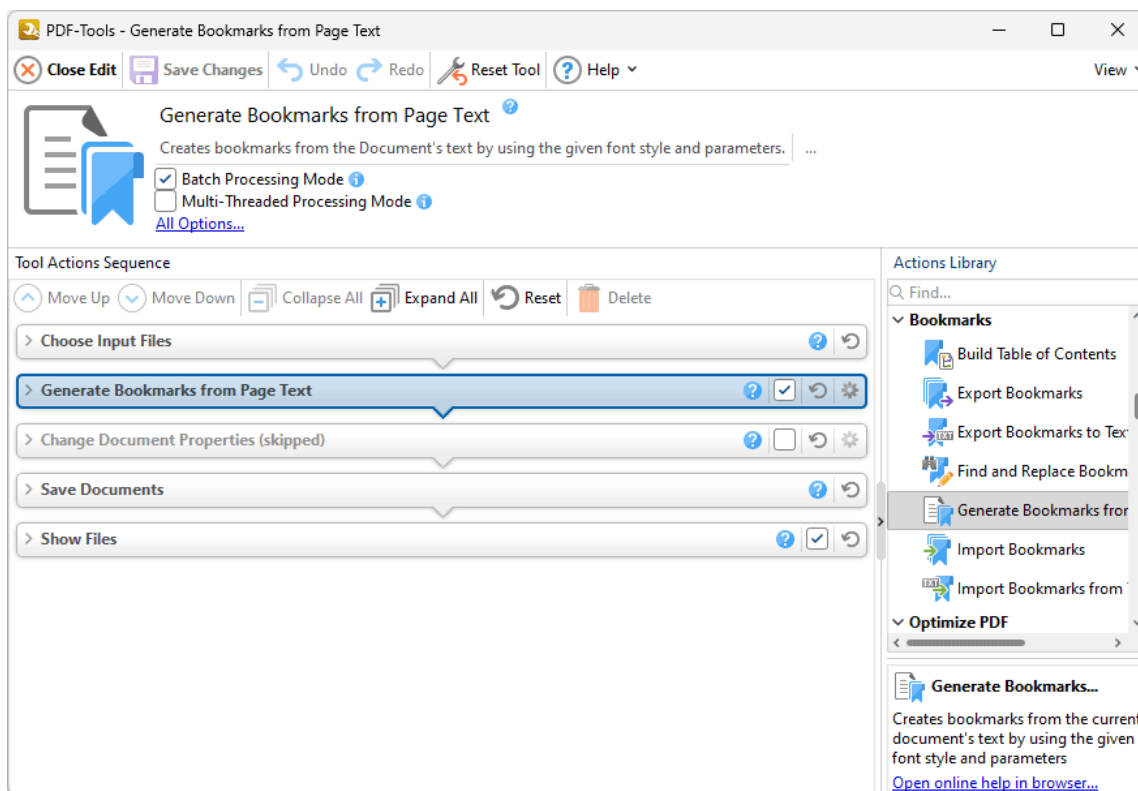 PDF-Tools - Generate Bookmarks from Page Text
Close Edit Save Changes Undo Redo Reset Tool ? Help View
Generate Bookmarks from Page Text ?
Creates bookmarks from the Document's text by using the given font style and parameters. ...
Batch Processing Mode i
Multi-Threaded Processing Mode i
All Options...
Tool Actions Sequence
Move Up Move Down Collapse All Expand All Reset Delete
Choose Input Files ?
Generate Bookmarks from Page Text ?
Change Document Properties (skipped) ?
Save Documents ?
Show Files ?
Actions Library
Find...
Bookmarks
Build Table of Contents
Export Bookmarks
TXT Export Bookmarks to Tex
Find and Replace Bookm
Generate Bookmarks fror
Import Bookmarks
TXT Import Bookmarks from
Optimize PDF
Generate Bookmarks...
Creates bookmarks from the current
document's text by using the given
font style and parameters
Open online help in browser...